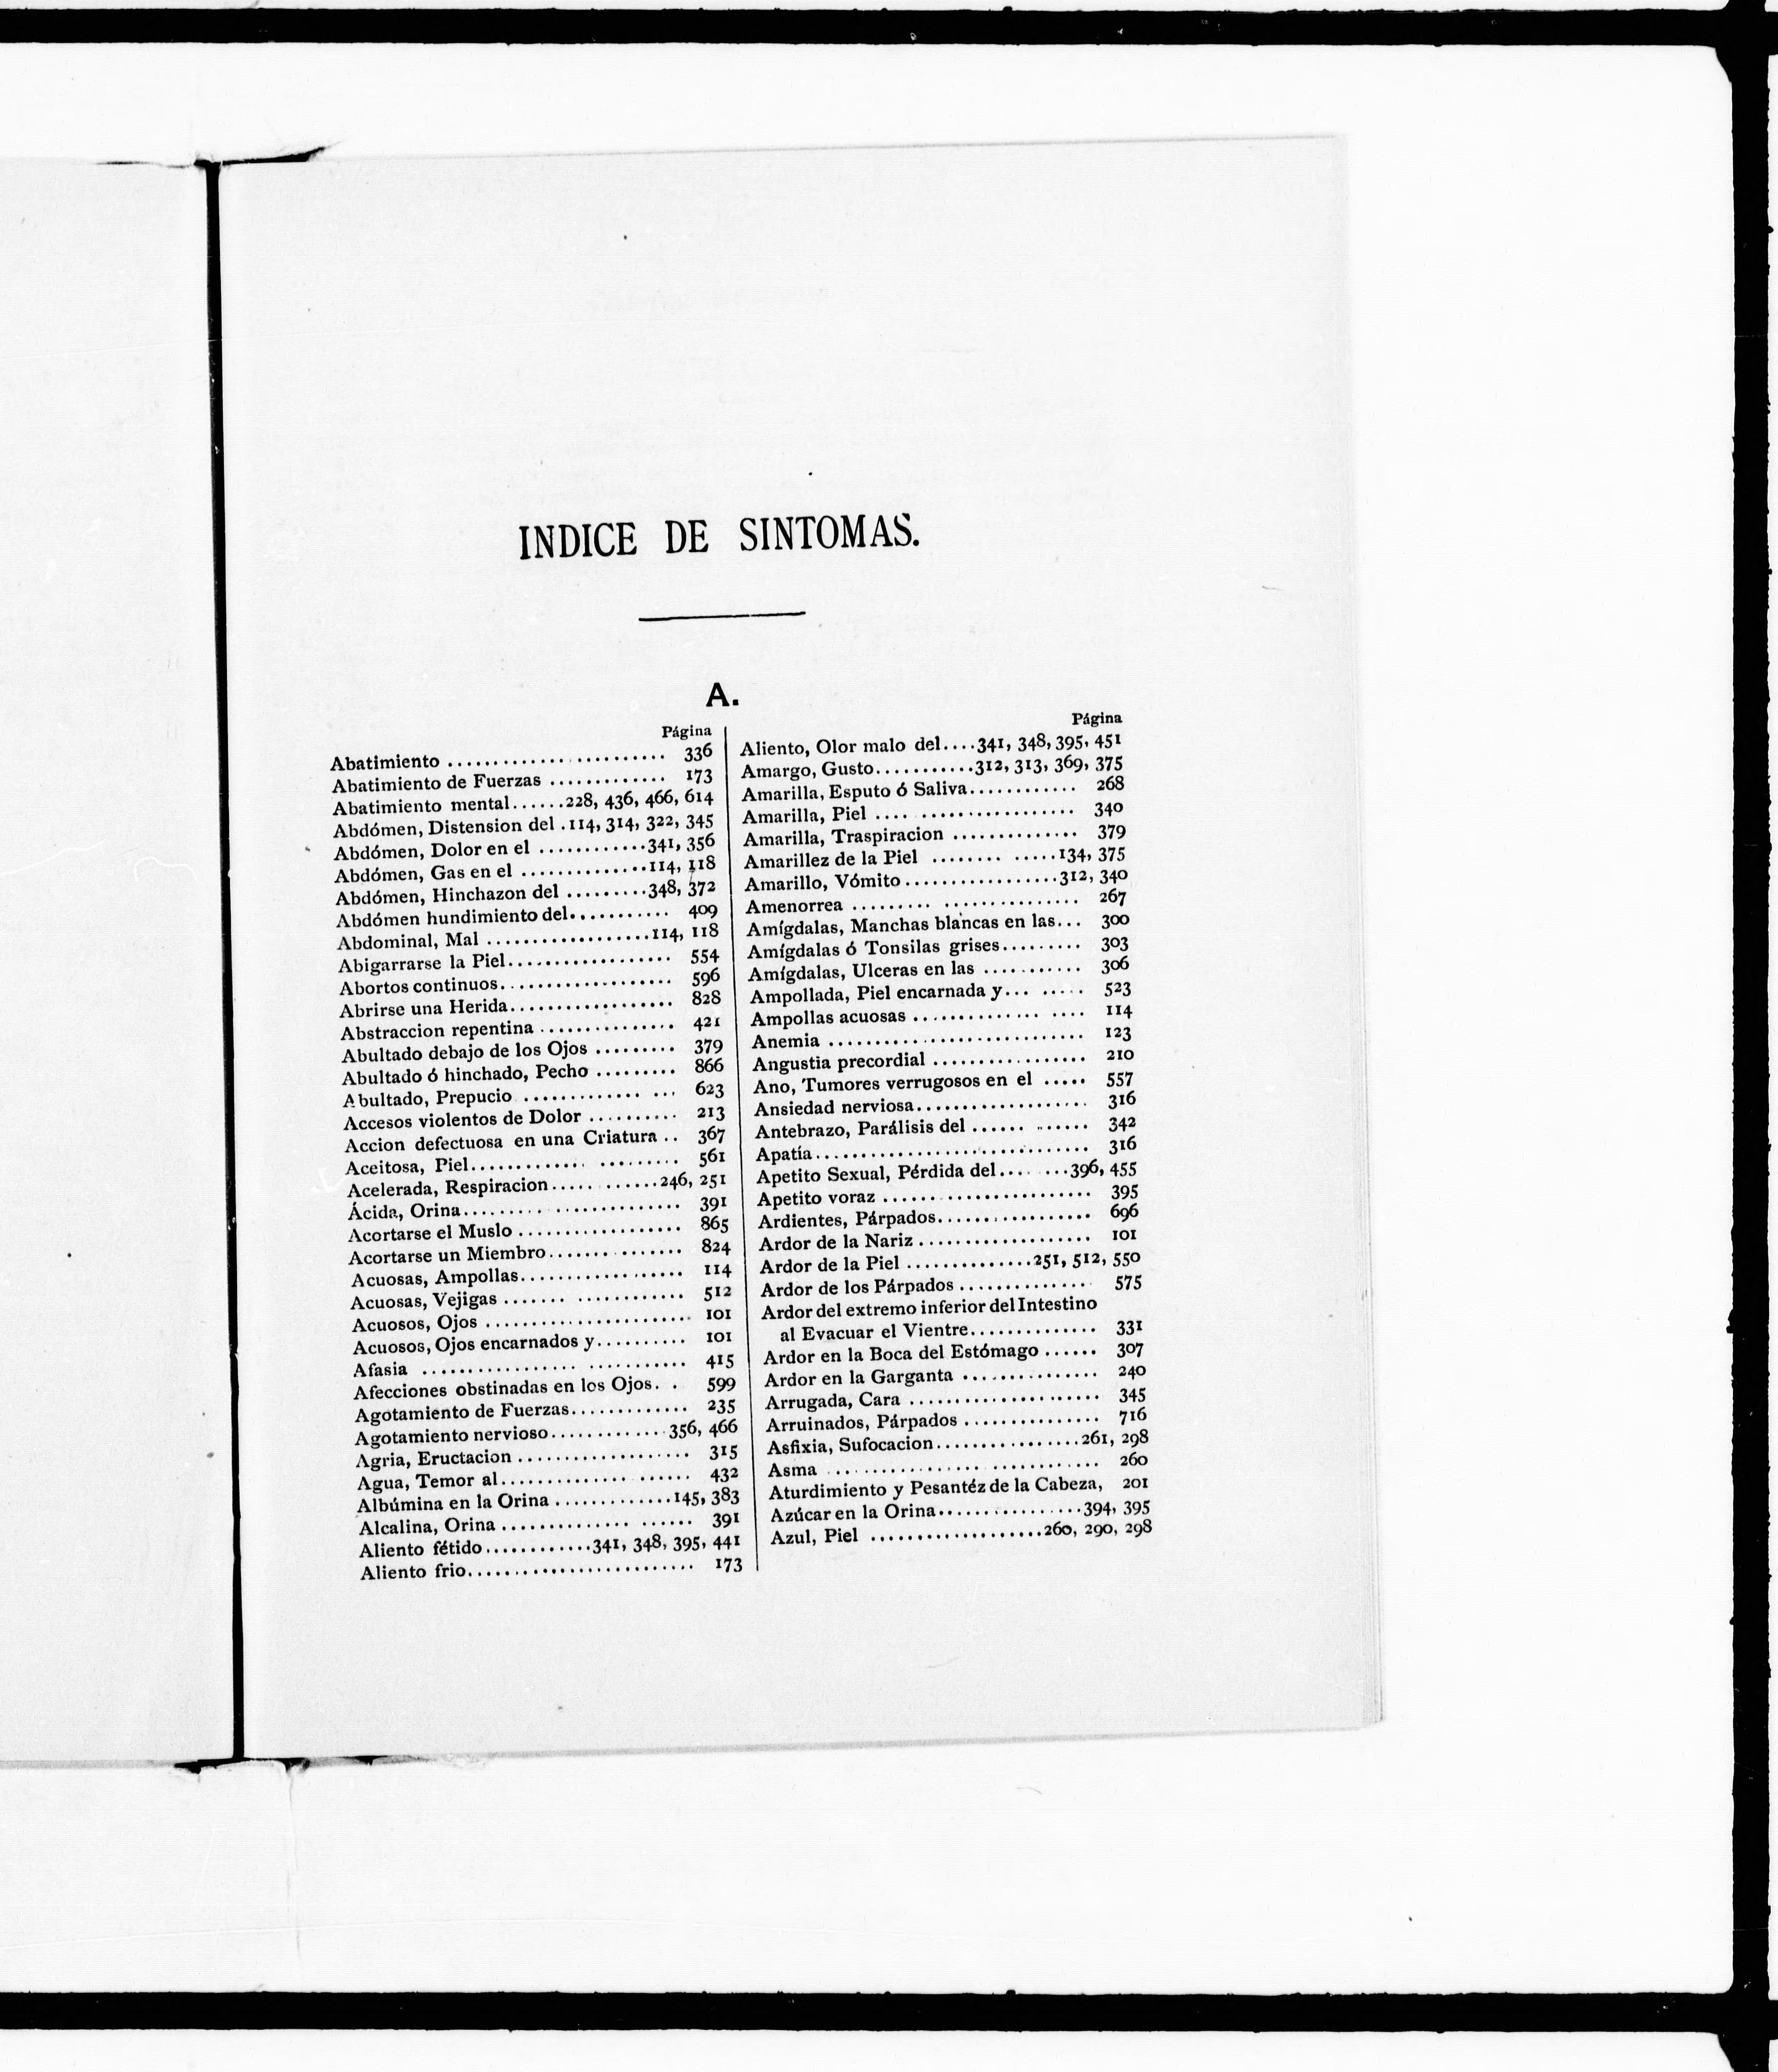 INDICE DE SINTOMAS.
A.
Página
Abatimiento ........................ 336
Abatimiento de Fuerzas ............. 173
Abatimiento mental......228, 436, 466, 614
Abdómen, Distension del .114, 314, 322, 345
Abdómen, Dolor en el ............341, 356
Abdómen, Gas en el ..............114, 118
Abdómen, Hinchazon del .........348, 372
Abdómen hundimiento del........... 409
Abdominal, Mal ..................114, 118
Abigarrarse la Piel.................. 554
Abortos continuos................... 596
Abrirse una Herida.................. 828
Abstraccion repentina ............... 421
Abultado debajo de los Ojos ......... 379
Abultado ó hinchado, Pecho ......... 866
Abultado, Prepucio ............. ... 623
Accesos violentos de Dolor .......... 213
Accion defectuosa en una Criatura .. 367
Aceitosa, Piel............ ......... 561
Acelerada, Respiracion............246, 251
Ácida, Orina........................ 391
Acortarse el Muslo .................. 865
Acortarse un Miembro............... 824
Acuosas, Ampollas.................. 114
Acuosas, Vejigas ....... ............ 512
Acuosos, Ojos ....................... 101
Acuosos, Ojos encarnados y.......... 101
Afasia ................. ........... 415
Afecciones obstinadas en los Ojos. . 599
Agotamiento de Fuerzas............. 235
Agotamiento nervioso.............356, 466
Agria, Eructacion ................... 315
Agua, Temor al.............. ...... 432
Albúmina en la Orina .............145, 383
Alcalina, Orina .............. ...... 391
Aliento fétido............341, 348, 395, 441
Aliento frio......................... 173
Página
Aliento, Olor malo del....341, 348, 395, 451
Amargo, Gusto...........312, 313, 369, 375
Amarilla, Esputo ó Saliva............ 268
Amarilla, Piel .... ................. 340
Amarilla, Traspiracion .............. 379
Amarillez de la Piel ........ .....134, 375
Amarillo, Vómito.................312, 340
Amenorrea ......... ............... 267
Amígdalas, Manchas blancas en las... 300
Amígdalas ó Tonsilas grises......... 303
Amígdalas, Ulceras en las ........... 306
Ampollada, Piel encarnada y... ..... 523
Ampollas acuosas .............. .... 114
Anemia ............................ 123
Angustia precordial ................. 210
Ano, Tumores verrugosos en el ..... 557
Ansiedad nerviosa................... 316
Antebrazo, Parálisis del ...... ...... 342
Apatía.............................. 316
Apetito Sexual, Pérdida del.... ....396, 455
Apetito voraz ....................... 395
Ardientes, Párpados................. 696
Ardor de la Nariz ................... 101
Ardor de la Piel ..............251, 512, 550
Ardor de los Párpados .............. 575
Ardor del extremo inferior del Intestino
al Evacuar el Vientre.............. 331
Ardor en la Boca del Estómago ...... 307
Ardor en la Garganta ............... 240
Arrugada, Cara ..................... 345
Arruinados, Párpados ............... 716
Asfixia, Sufocacion................261, 298
Asma ............................. 260
Aturdimiento y Pesantéz de la Cabeza, 201
Azúcar en la Orina................394, 395
Azul, Piel ...................260, 290, 298